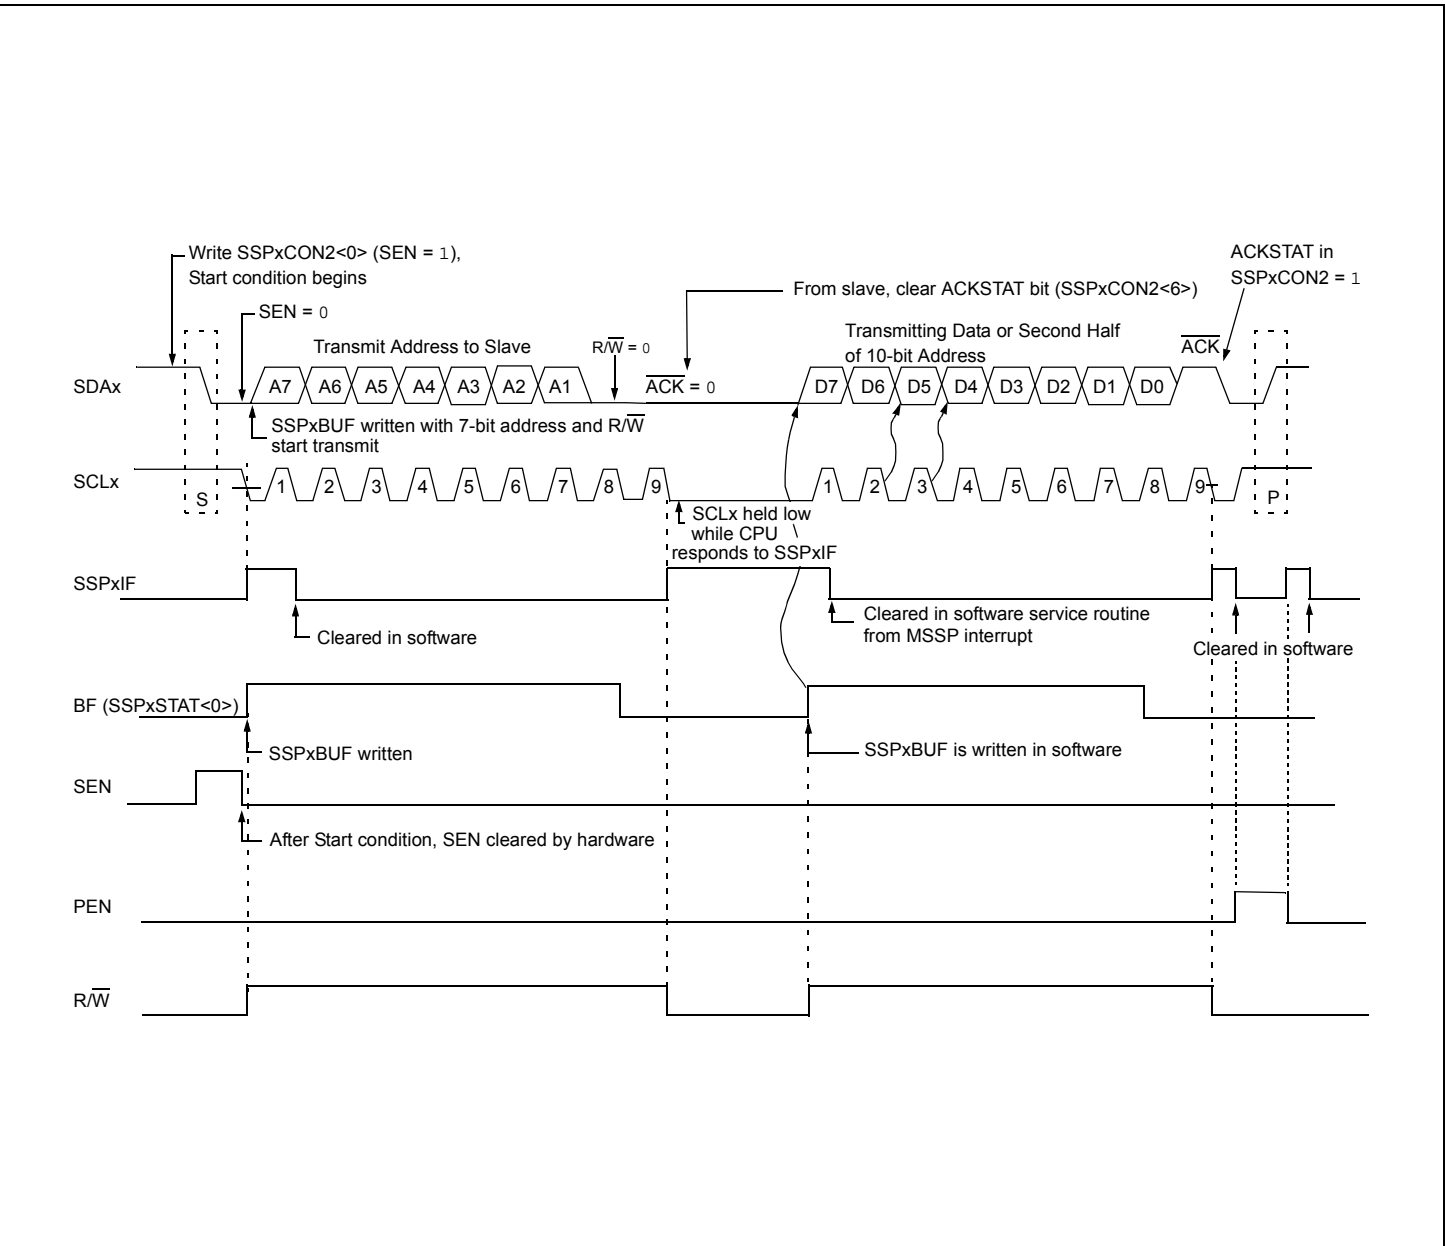 Write SSPxCON2<0> (SEN = 1),
Start condition begins
ACKSTAT in
SSPxCON2 = 1
From slave, clear ACKSTAT bit (SSPxCON2<6>)
SEN = 0
Transmit Address to Slave
R/W̅ = 0
Transmitting Data or Second Half
of 10-bit Address
A̅C̅K̅
SDAx
A7 A6 A5 A4 A3 A2 A1
A̅C̅K̅ = 0
D7 D6 D5 D4 D3 D2 D1 D0
SSPxBUF written with 7-bit address and R/W̅
start transmit
SCLx
S
1 2 3 4 5 6 7 8 9
1 2 3 4 5 6 7 8 9
P
SCLx held low
while CPU
responds to SSPxIF
SSPxIF
Cleared in software
Cleared in software service routine
from MSSP interrupt
Cleared in software
BF (SSPxSTAT<0>)
SSPxBUF written
SSPxBUF is written in software
SEN
After Start condition, SEN cleared by hardware
PEN
R/W̅